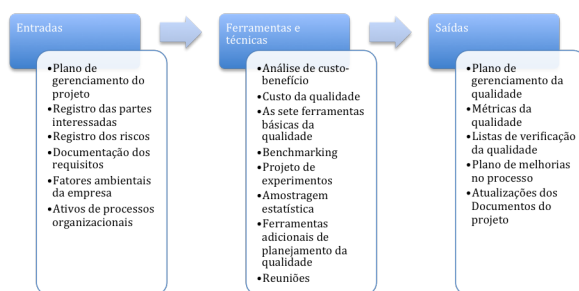 Entradas
•Plano de
gerenciamento do
projeto
•Registro das partes
interessadas
•Registro dos riscos
•Documentação dos
requisitos
•Fatores ambientais
da empresa
•Ativos de processos
organizacionais
Ferramentas e
técnicas
•Análise de custo-
benefício
•Custo da qualidade
•As sete ferramentas
básicas da
qualidade
•Benchmarking
•Projeto de
experimentos
•Amostragem
estatística
•Ferramentas
adicionais de
planejamento da
qualidade
•Reuniões
Saídas
•Plano de
gerenciamento da
qualidade
•Métricas da
qualidade
•Listas de verificação
da qualidade
•Plano de melhorias
no processo
•Atualizações dos
Documentos do
projeto